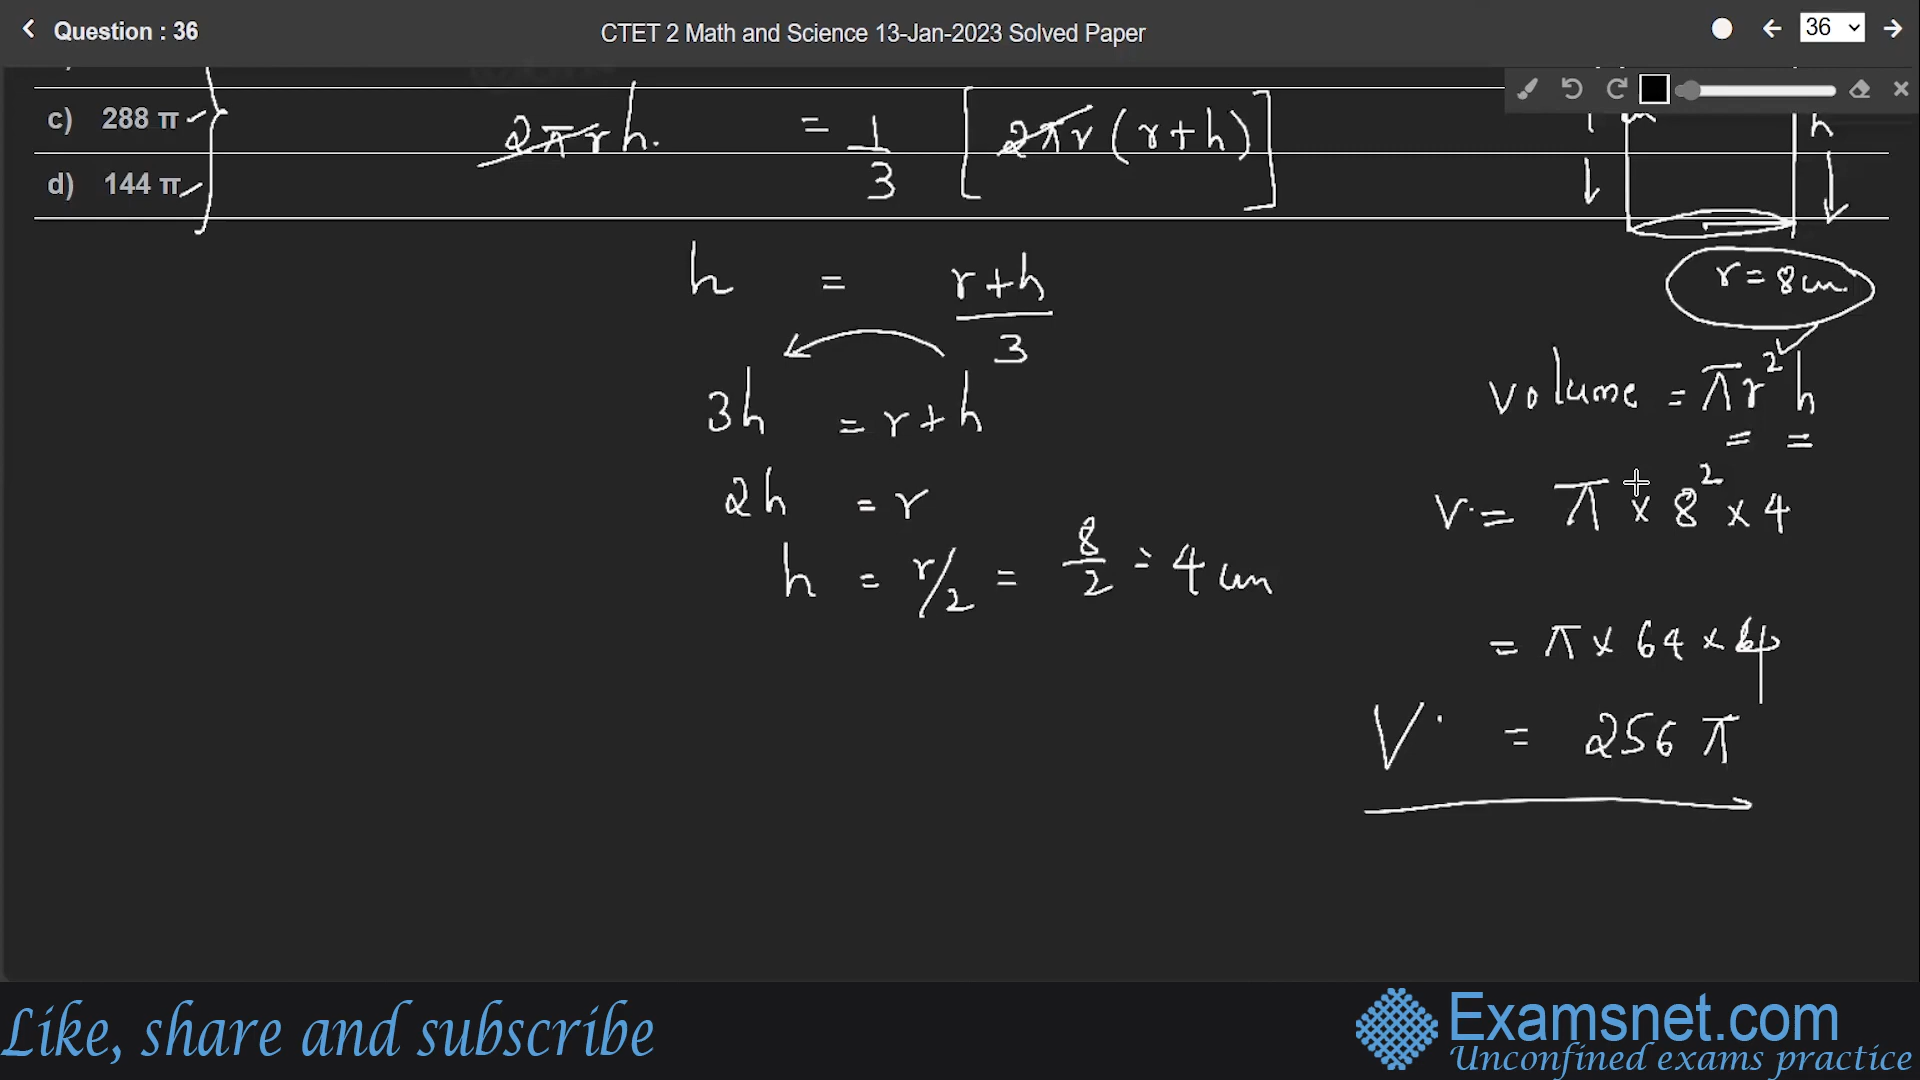 Question : 36
CTET 2 Math and Science 13-Jan-2023 Solved Paper
36
c) 288 π
d) 144 π
2πrh. = 1/3 [2πr(r+h)]
h = r+h/3
3h = r+h
2h = r
h = r/2 = 8/2 = 4 cm
h
r = 8cm
volume = πr²h
V = π × 8² × 4
= π × 64 × 4
V = 256 π
Like, share and subscribe
Examsnet.com
Unconfined exams practice